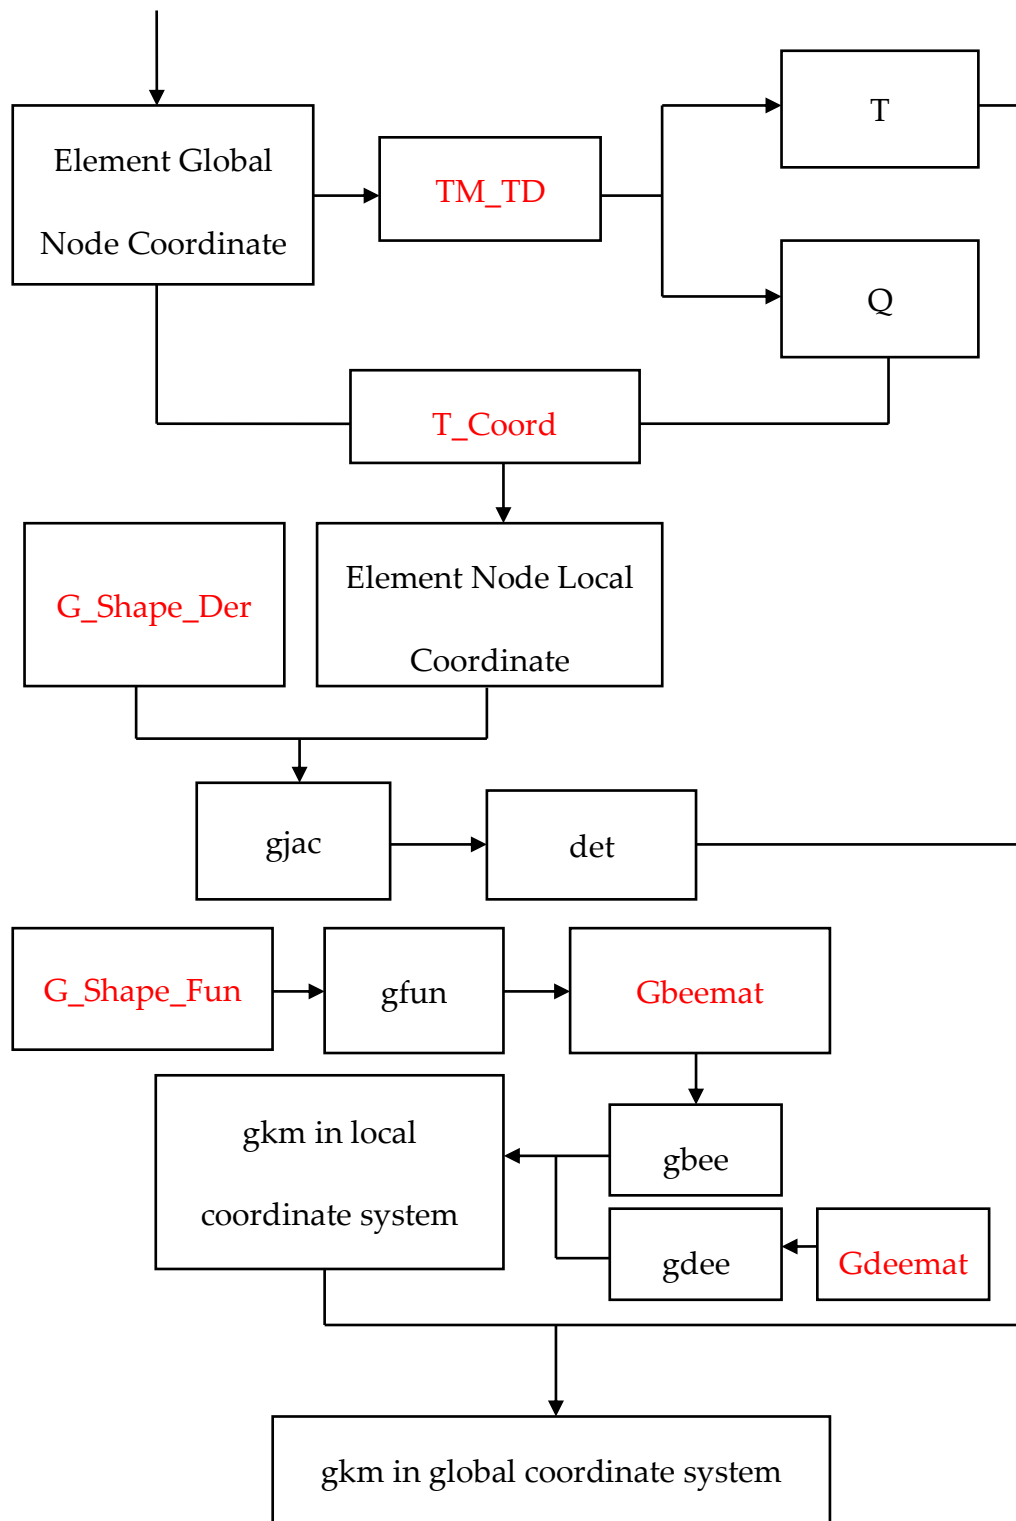 T
Element Global
Node Coordinate
TM_TD
Q
T_Coord
G_Shape_Der
Element Node Local
Coordinate
gjac
det
G_Shape_Fun
gfun
Gbeemat
gkm in local
coordinate system
gbee
gdee
Gdeemat
gkm in global coordinate system